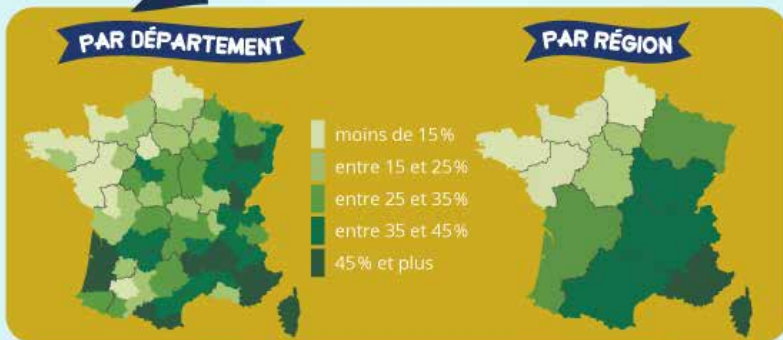 PAR DÉPARTEMENT
PAR RÉGION
moins de 15%
entre 15 et 25%
entre 25 et 35%
entre 35 et 45%
45% et plus